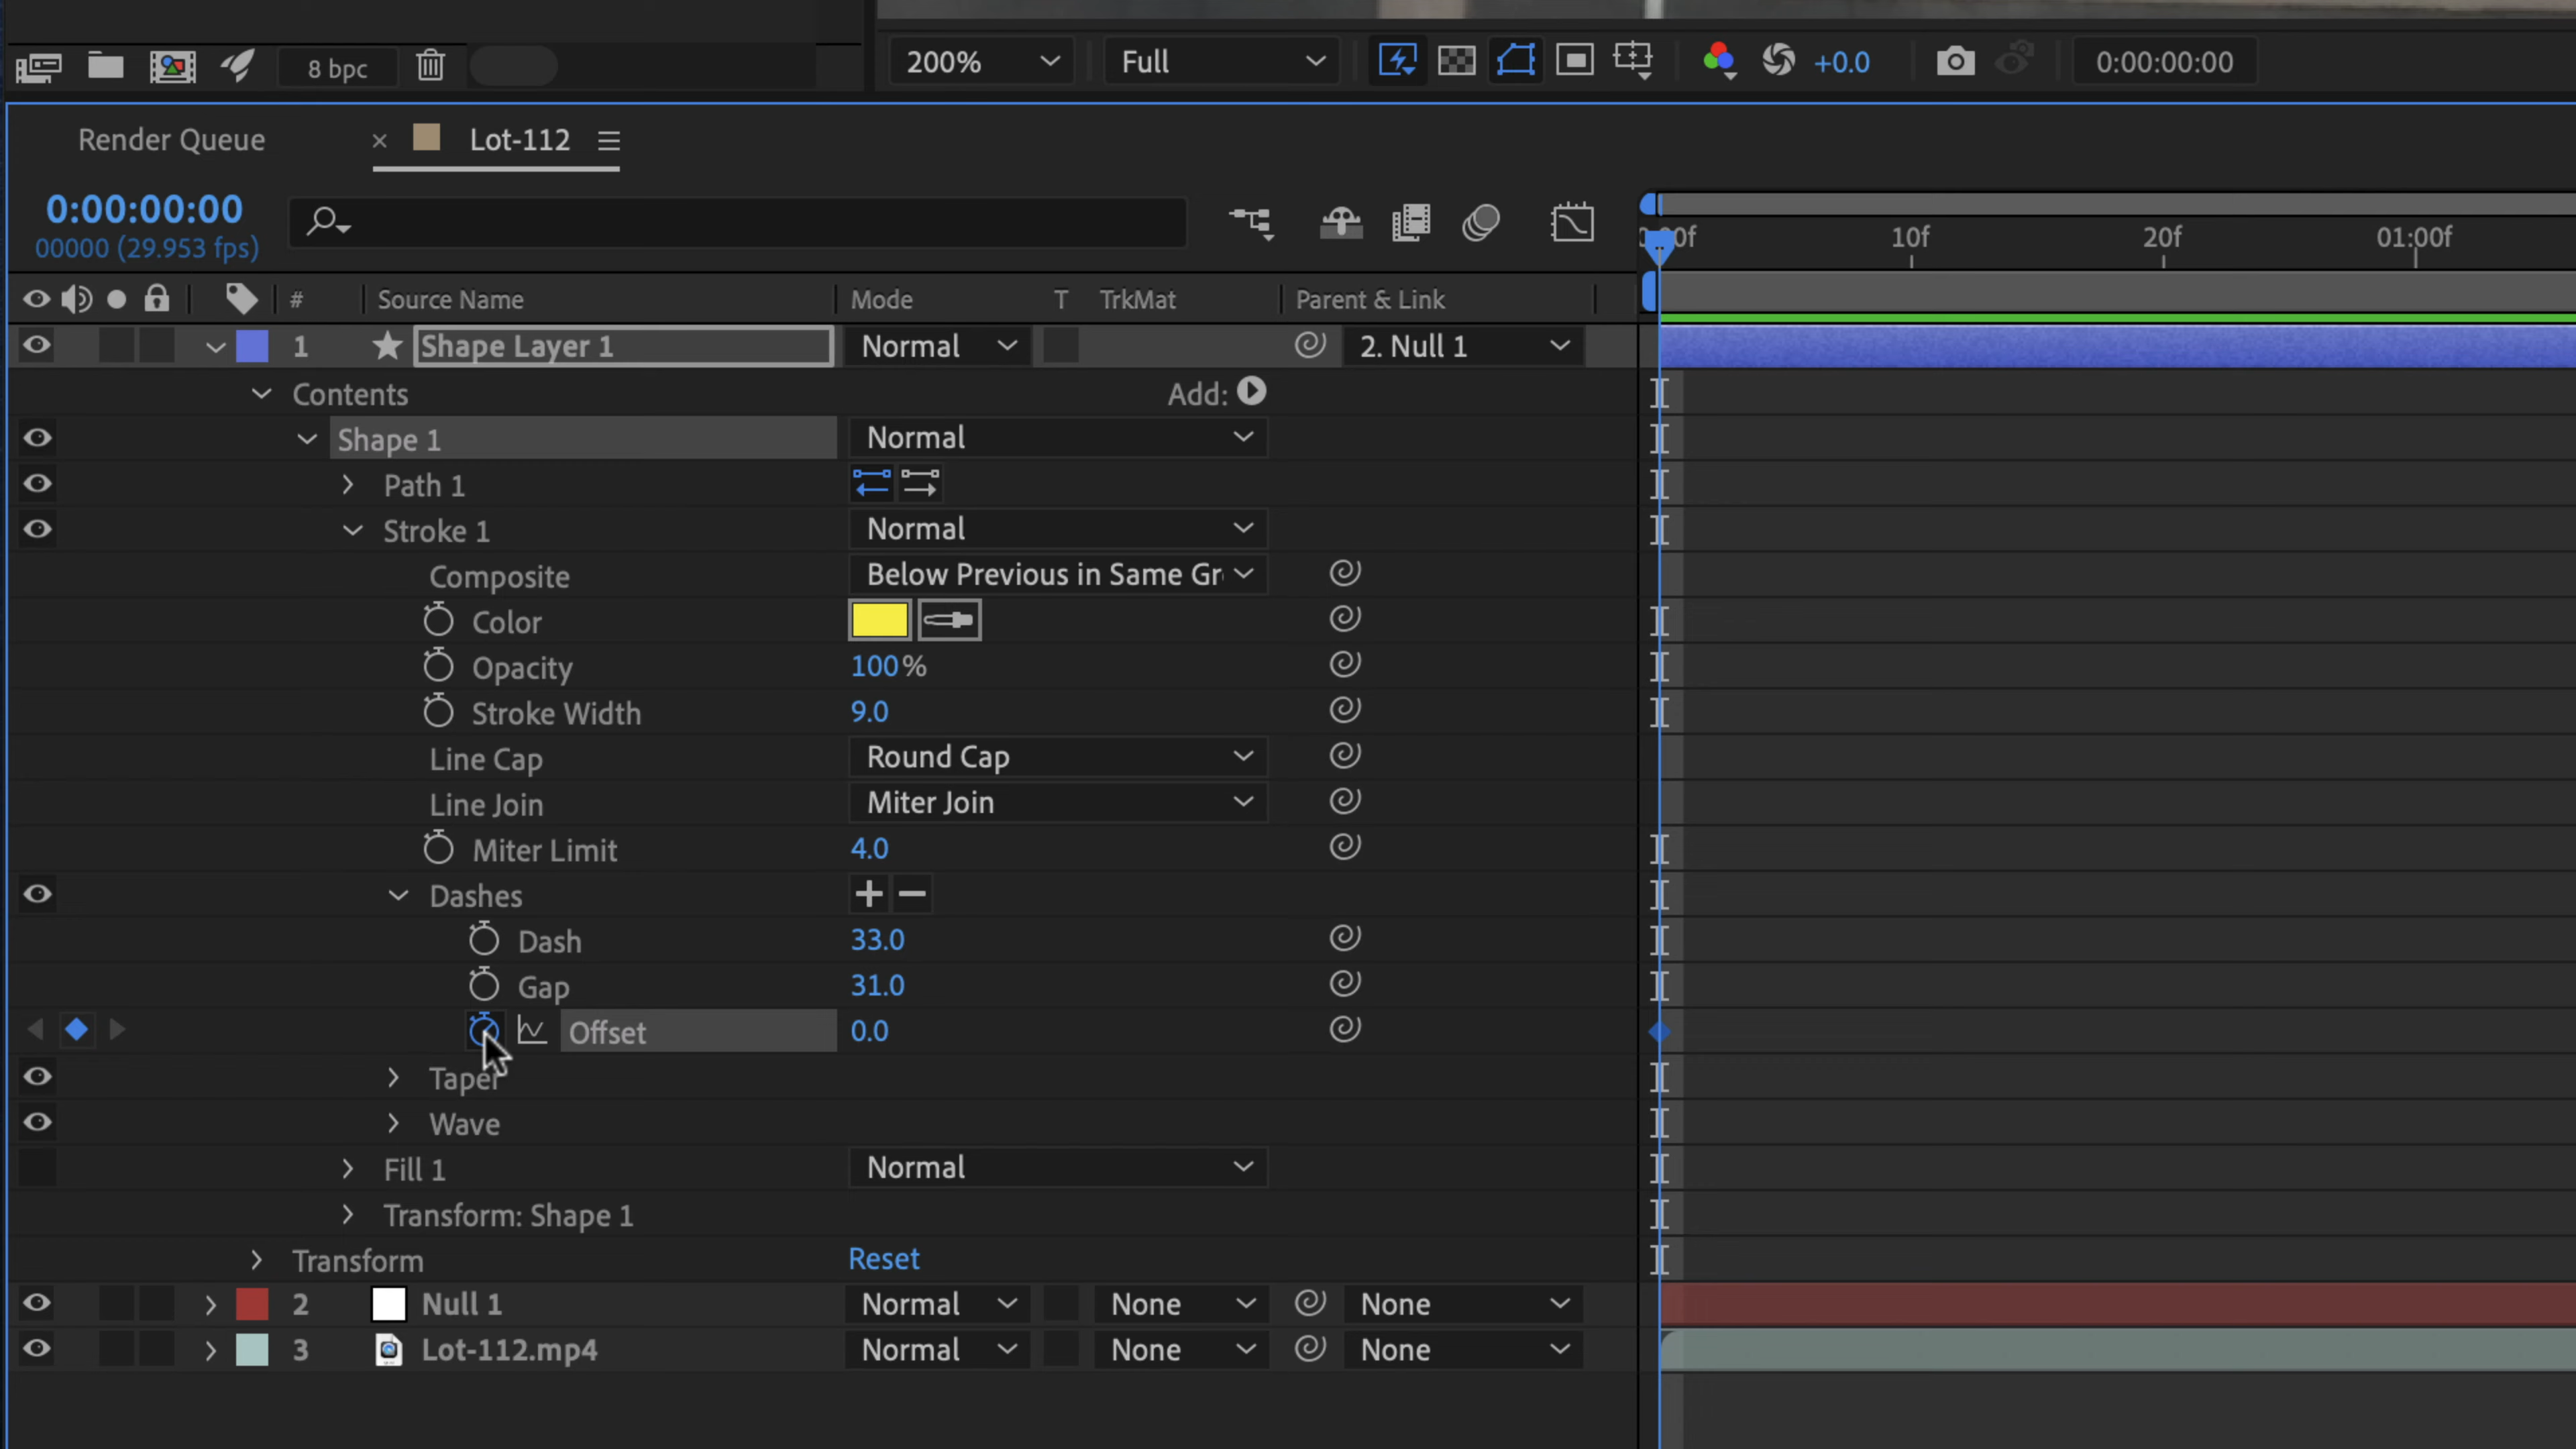 8 bpc
200% Full +0.0 0:00:00:00
Render Queue × Lot-112
0:00:00:00
00000 (29.953 fps)
10f 20f 01:00f
# Source Name Mode T TrkMat Parent & Link
1 Shape Layer 1 Normal 2. Null 1
Contents Add:
Shape 1 Normal
Path 1
Stroke 1 Normal
Composite Below Previous in Same Gr
Color
Opacity 100%
Stroke Width 9.0
Line Cap Round Cap
Line Join Miter Join
Miter Limit 4.0
Dashes + −
Dash 33.0
Gap 31.0
Offset 0.0
Taper
Wave
Fill 1 Normal
Transform: Shape 1
Transform Reset
2 Null 1 Normal None None
3 Lot-112.mp4 Normal None None